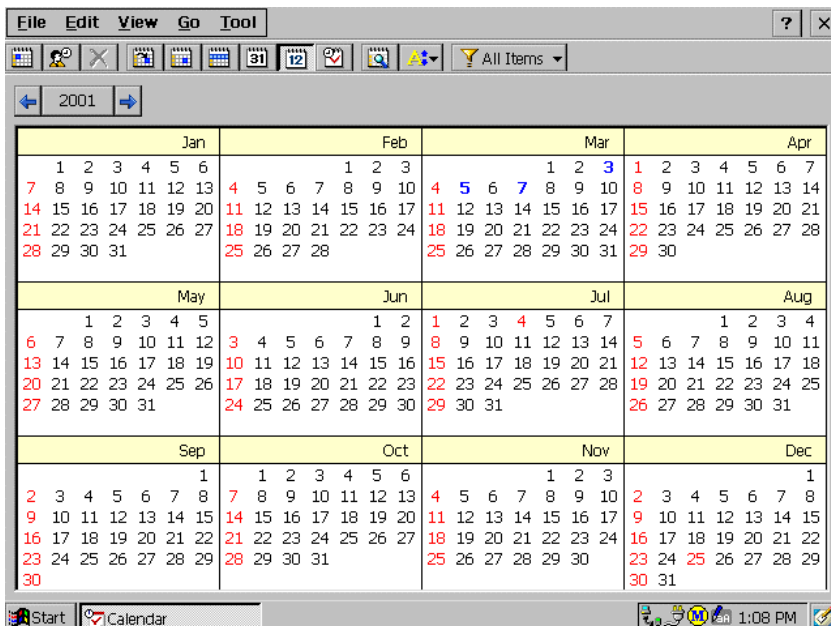 File Edit View Go Tool ? ×
31 12 A All Items
2001
Jan Feb Mar Apr
1 2 3 4 5 6 1 2 3 1 2 3 1 2 3 4 5 6 7
7 8 9 10 11 12 13 4 5 6 7 8 9 10 4 5 6 7 8 9 10 8 9 10 11 12 13 14
14 15 16 17 18 19 20 11 12 13 14 15 16 17 11 12 13 14 15 16 17 15 16 17 18 19 20 21
21 22 23 24 25 26 27 18 19 20 21 22 23 24 18 19 20 21 22 23 24 22 23 24 25 26 27 28
28 29 30 31 25 26 27 28 25 26 27 28 29 30 31 29 30
May Jun Jul Aug
1 2 3 4 5 1 2 1 2 3 4 5 6 7 1 2 3 4
6 7 8 9 10 11 12 3 4 5 6 7 8 9 8 9 10 11 12 13 14 5 6 7 8 9 10 11
13 14 15 16 17 18 19 10 11 12 13 14 15 16 15 16 17 18 19 20 21 12 13 14 15 16 17 18
20 21 22 23 24 25 26 17 18 19 20 21 22 23 22 23 24 25 26 27 28 19 20 21 22 23 24 25
27 28 29 30 31 24 25 26 27 28 29 30 29 30 31 26 27 28 29 30 31
Sep Oct Nov Dec
1 1 2 3 4 5 6 1 2 3 1
2 3 4 5 6 7 8 7 8 9 10 11 12 13 4 5 6 7 8 9 10 2 3 4 5 6 7 8
9 10 11 12 13 14 15 14 15 16 17 18 19 20 11 12 13 14 15 16 17 9 10 11 12 13 14 15
16 17 18 19 20 21 22 21 22 23 24 25 26 27 18 19 20 21 22 23 24 16 17 18 19 20 21 22
23 24 25 26 27 28 29 28 29 30 31 25 26 27 28 29 30 23 24 25 26 27 28 29
30 30 31
Start Calendar M 1:08 PM